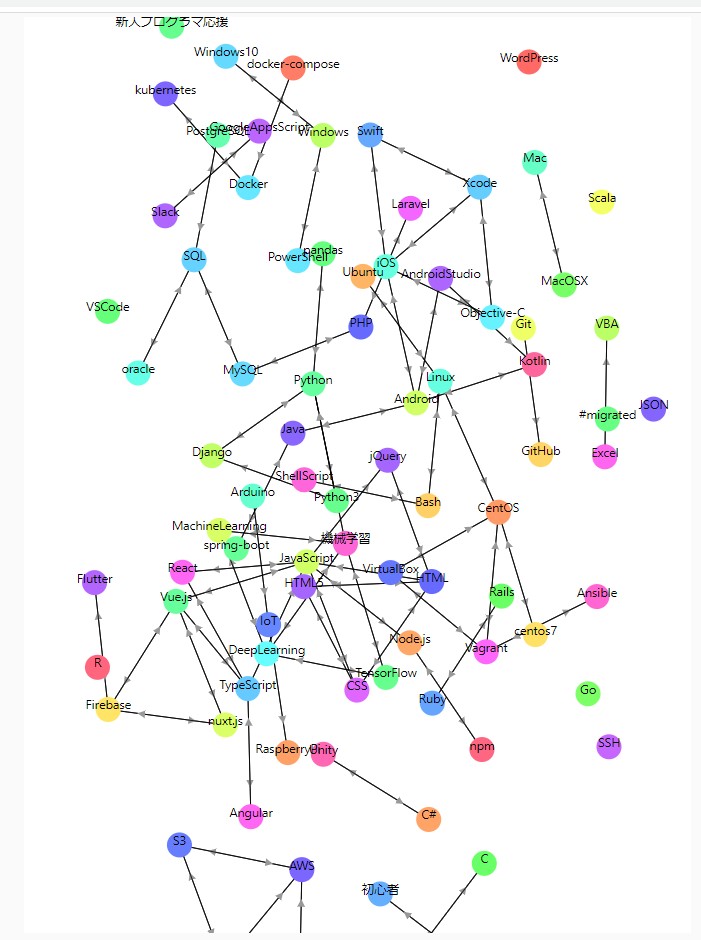 新人プログラマ応援
Windows10
docker-compose
WordPress
kubernetes
PostgreSQL
GoogleAppsScript
Windows
Swift
Mac
Docker
Xcode
Scala
Slack
Laravel
SQL
PowerShell
pandas
Ubuntu
iOS
AndroidStudio
MacOSX
VSCode
Objective-C
PHP
Git
VBA
oracle
MySQL
Python
Linux
Kotlin
Android
JSON
#migrated
Java
Django
jQuery
GitHub
Excel
ShellScript
Arduino
Python3
Bash
CentOS
MachineLearning
機械学習
spring-boot
JavaScript
React
VirtualBox
Flutter
HTML5
HTML
Vue.js
Rails
Ansible
IoT
centos7
Node.js
DeepLearning
Vagrant
R
TensorFlow
TypeScript
CSS
Go
Firebase
Ruby
nuxt.js
RaspberryPi
Unity
npm
SSH
Angular
C#
S3
AWS
C
初心者